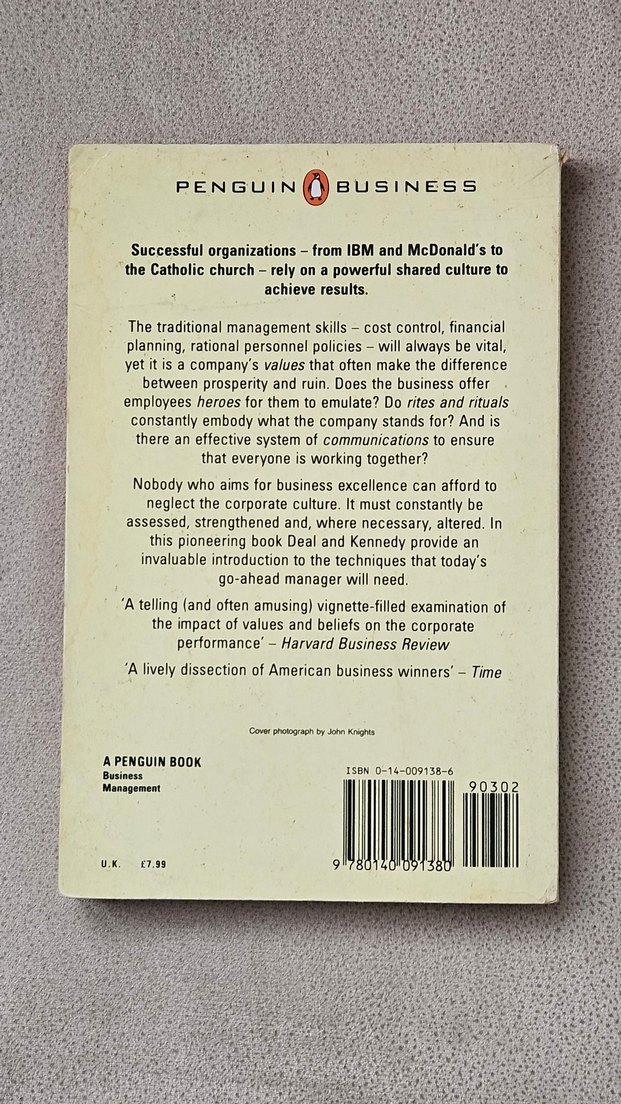 PENGUIN BUSINESS
Successful organizations – from IBM and McDonald's to
the Catholic church – rely on a powerful shared culture to
achieve results.
The traditional management skills – cost control, financial
planning, rational personnel policies – will always be vital,
yet it is a company's values that often make the difference
between prosperity and ruin. Does the business offer
employees heroes for them to emulate? Do rites and rituals
constantly embody what the company stands for? And is
there an effective system of communications to ensure
that everyone is working together?
Nobody who aims for business excellence can afford to
neglect the corporate culture. It must constantly be
assessed, strengthened and, where necessary, altered. In
this pioneering book Deal and Kennedy provide an
invaluable introduction to the techniques that today's
go-ahead manager will need.
'A telling (and often amusing) vignette-filled examination of
the impact of values and beliefs on the corporate
performance' – Harvard Business Review
'A lively dissection of American business winners' – Time
Cover photograph by John Knights
A PENGUIN BOOK
Business
Management
U.K. £7.99
ISBN 0-14-009138-6
90302
9 780140 091380